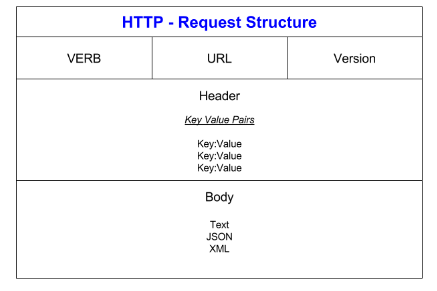 HTTP - Request Structure
VERB URL Version
Header
Key Value Pairs
Key:Value
Key:Value
Key:Value
Body
Text
JSON
XML